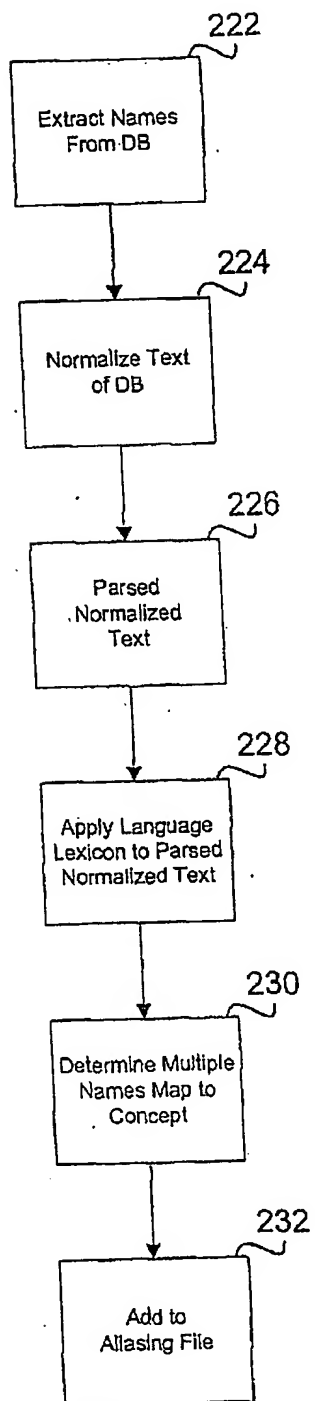 222
Extract Names
From DB
224
Normalize Text
of DB
226
Parsed
Normalized
Text
228
Apply Language
Lexicon to Parsed
Normalized Text
230
Determine Multiple
Names Map to
Concept
232
Add to
Aliasing File